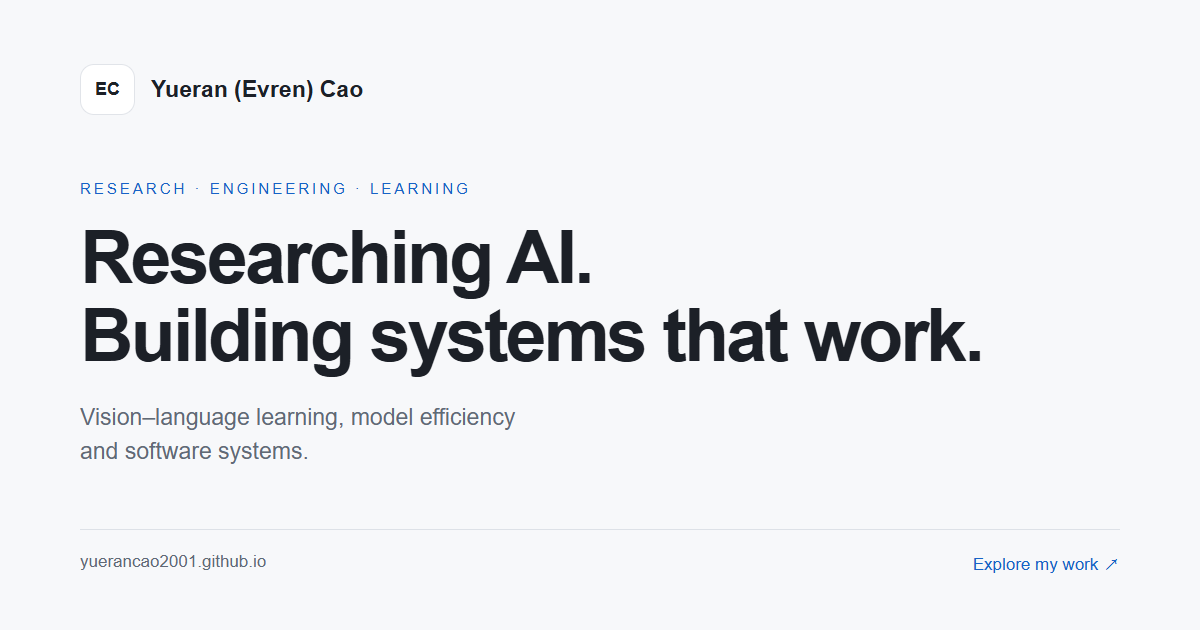 EC
Yueran (Evren) Cao
RESEARCH · ENGINEERING · LEARNING
Researching AI.
Building systems that work.
Vision–language learning, model efficiency
and software systems.
yuerancao2001.github.io
Explore my work ↗